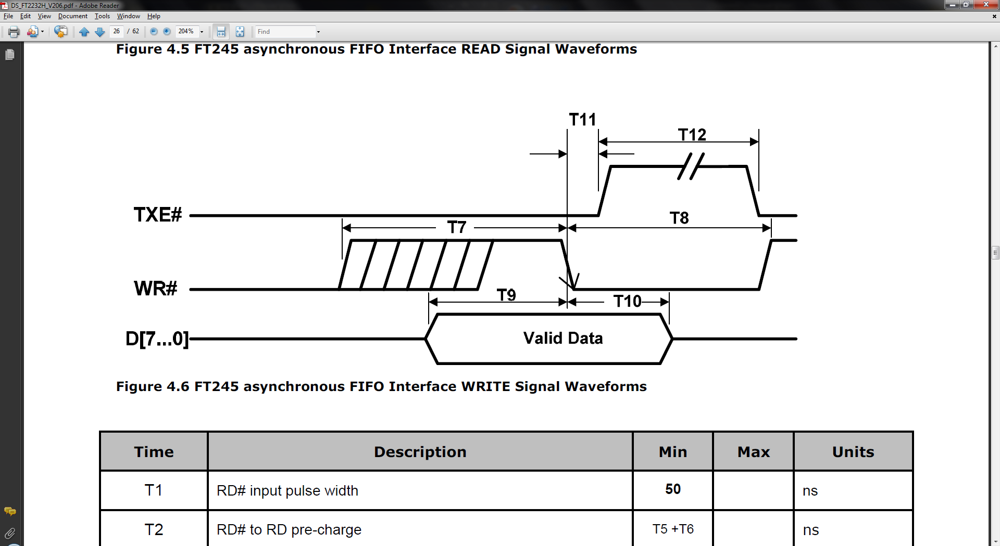 DS_FT2232H_V206.pdf - Adobe Reader
File Edit View Document Tools Window Help
26 / 62 204% Find
Figure 4.5 FT245 asynchronous FIFO Interface READ Signal Waveforms
T11
T12
TXE#
T8
T7
WR#
T9
T10
D[7...0]
Valid Data
Figure 4.6 FT245 asynchronous FIFO Interface WRITE Signal Waveforms
Time Description Min Max Units
T1 RD# input pulse width 50 ns
T2 RD# to RD pre-charge T5 +T6 ns